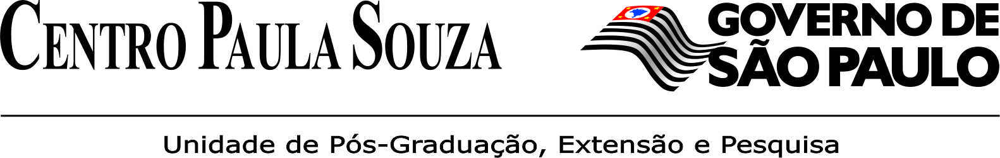 CENTRO PAULA SOUZA
GOVERNO DE
SÃO PAULO
Unidade de Pós-Graduação, Extensão e Pesquisa